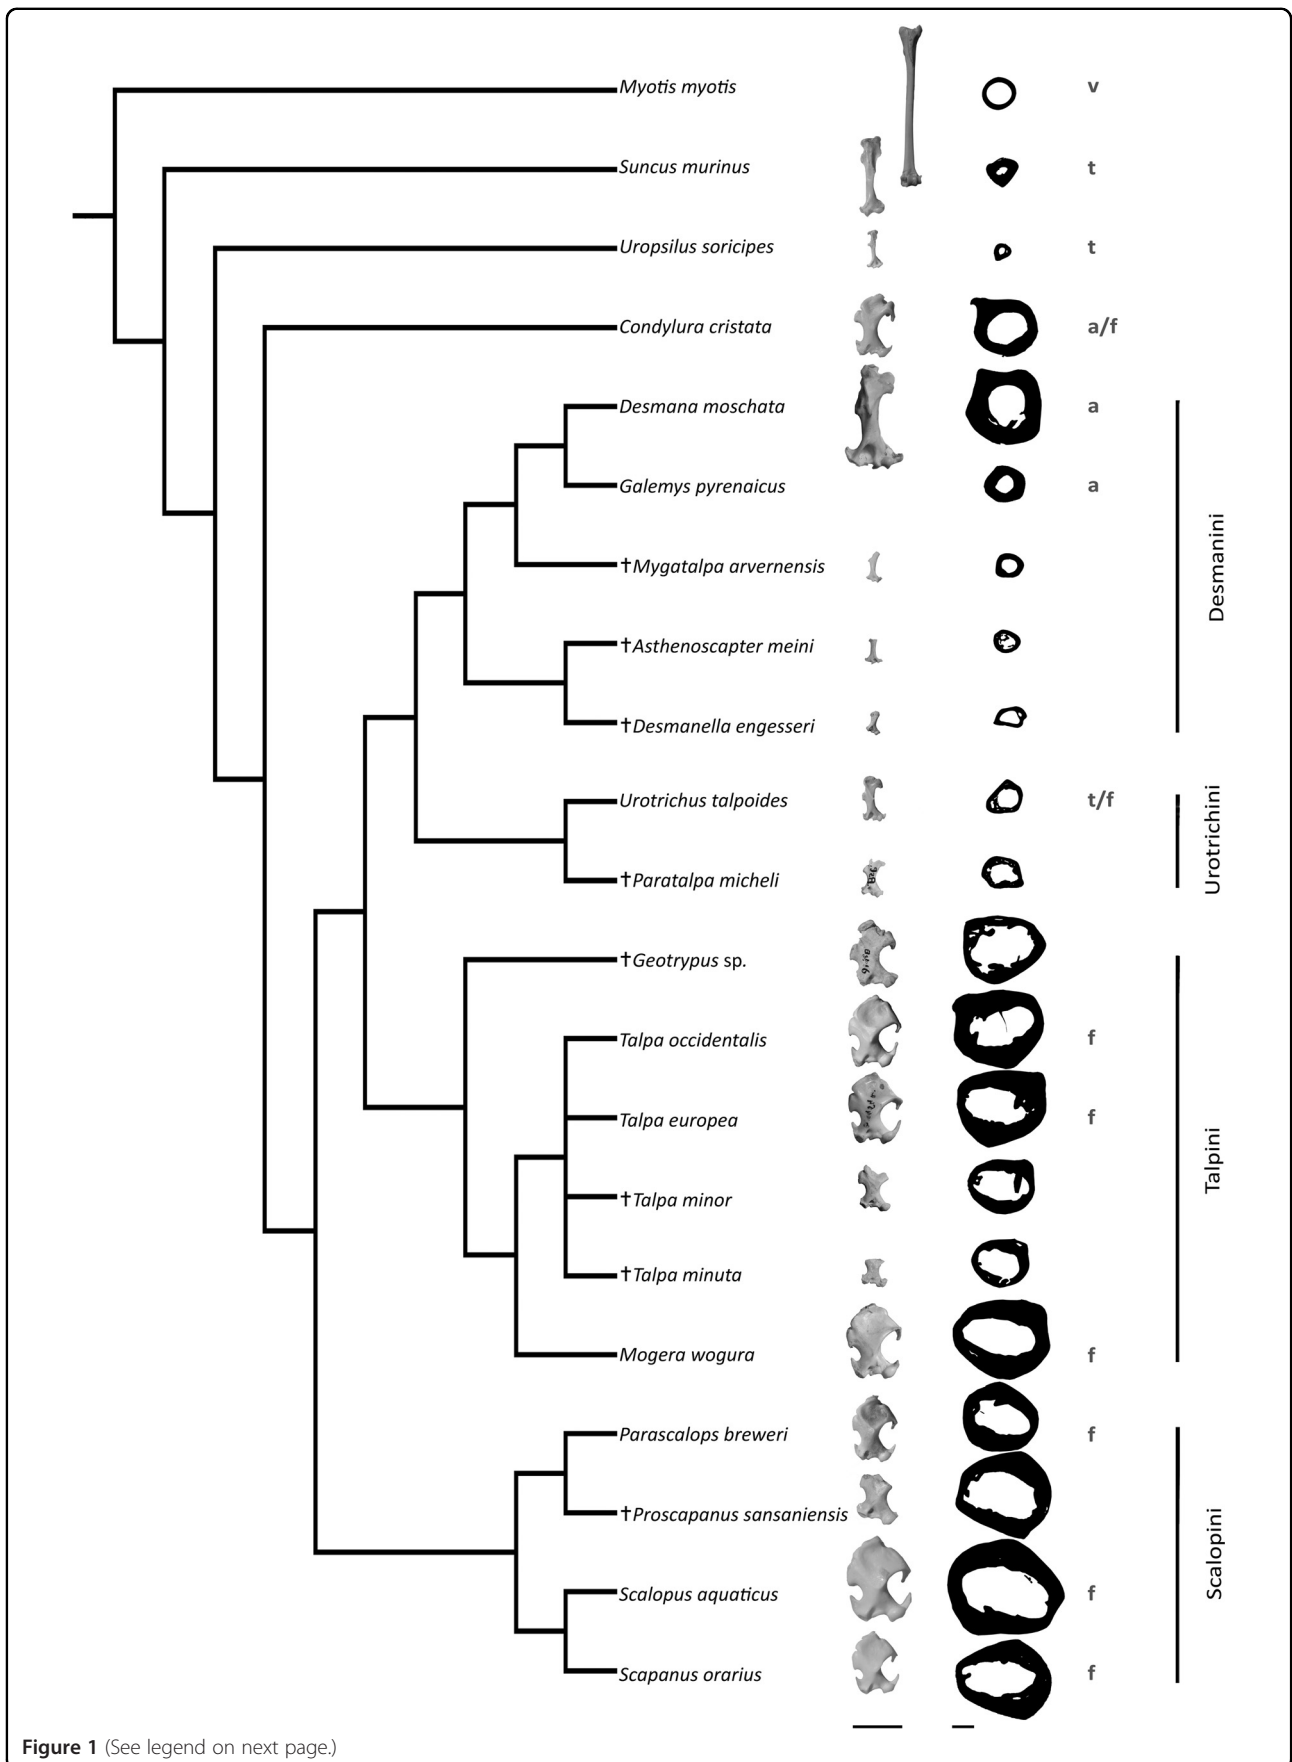 Myotis myotis v
Suncus murinus t
Uropsilus soricipes t
Condylura cristata a/f
Desmana moschata a
Galemys pyrenaicus a
†Mygatalpa arvernensis
†Asthenoscapter meini
†Desmanella engesseri
Desmanini
Urotrichus talpoides t/f
†Paratalpa micheli
Urotrichini
†Geotrypus sp.
Talpa occidentalis f
Talpa europea f
†Talpa minor
†Talpa minuta
Mogera wogura f
Talpini
Parascalops breweri f
†Proscapanus sansaniensis
Scalopus aquaticus f
Scapanus orarius f
Scalopini
Figure 1 (See legend on next page.)